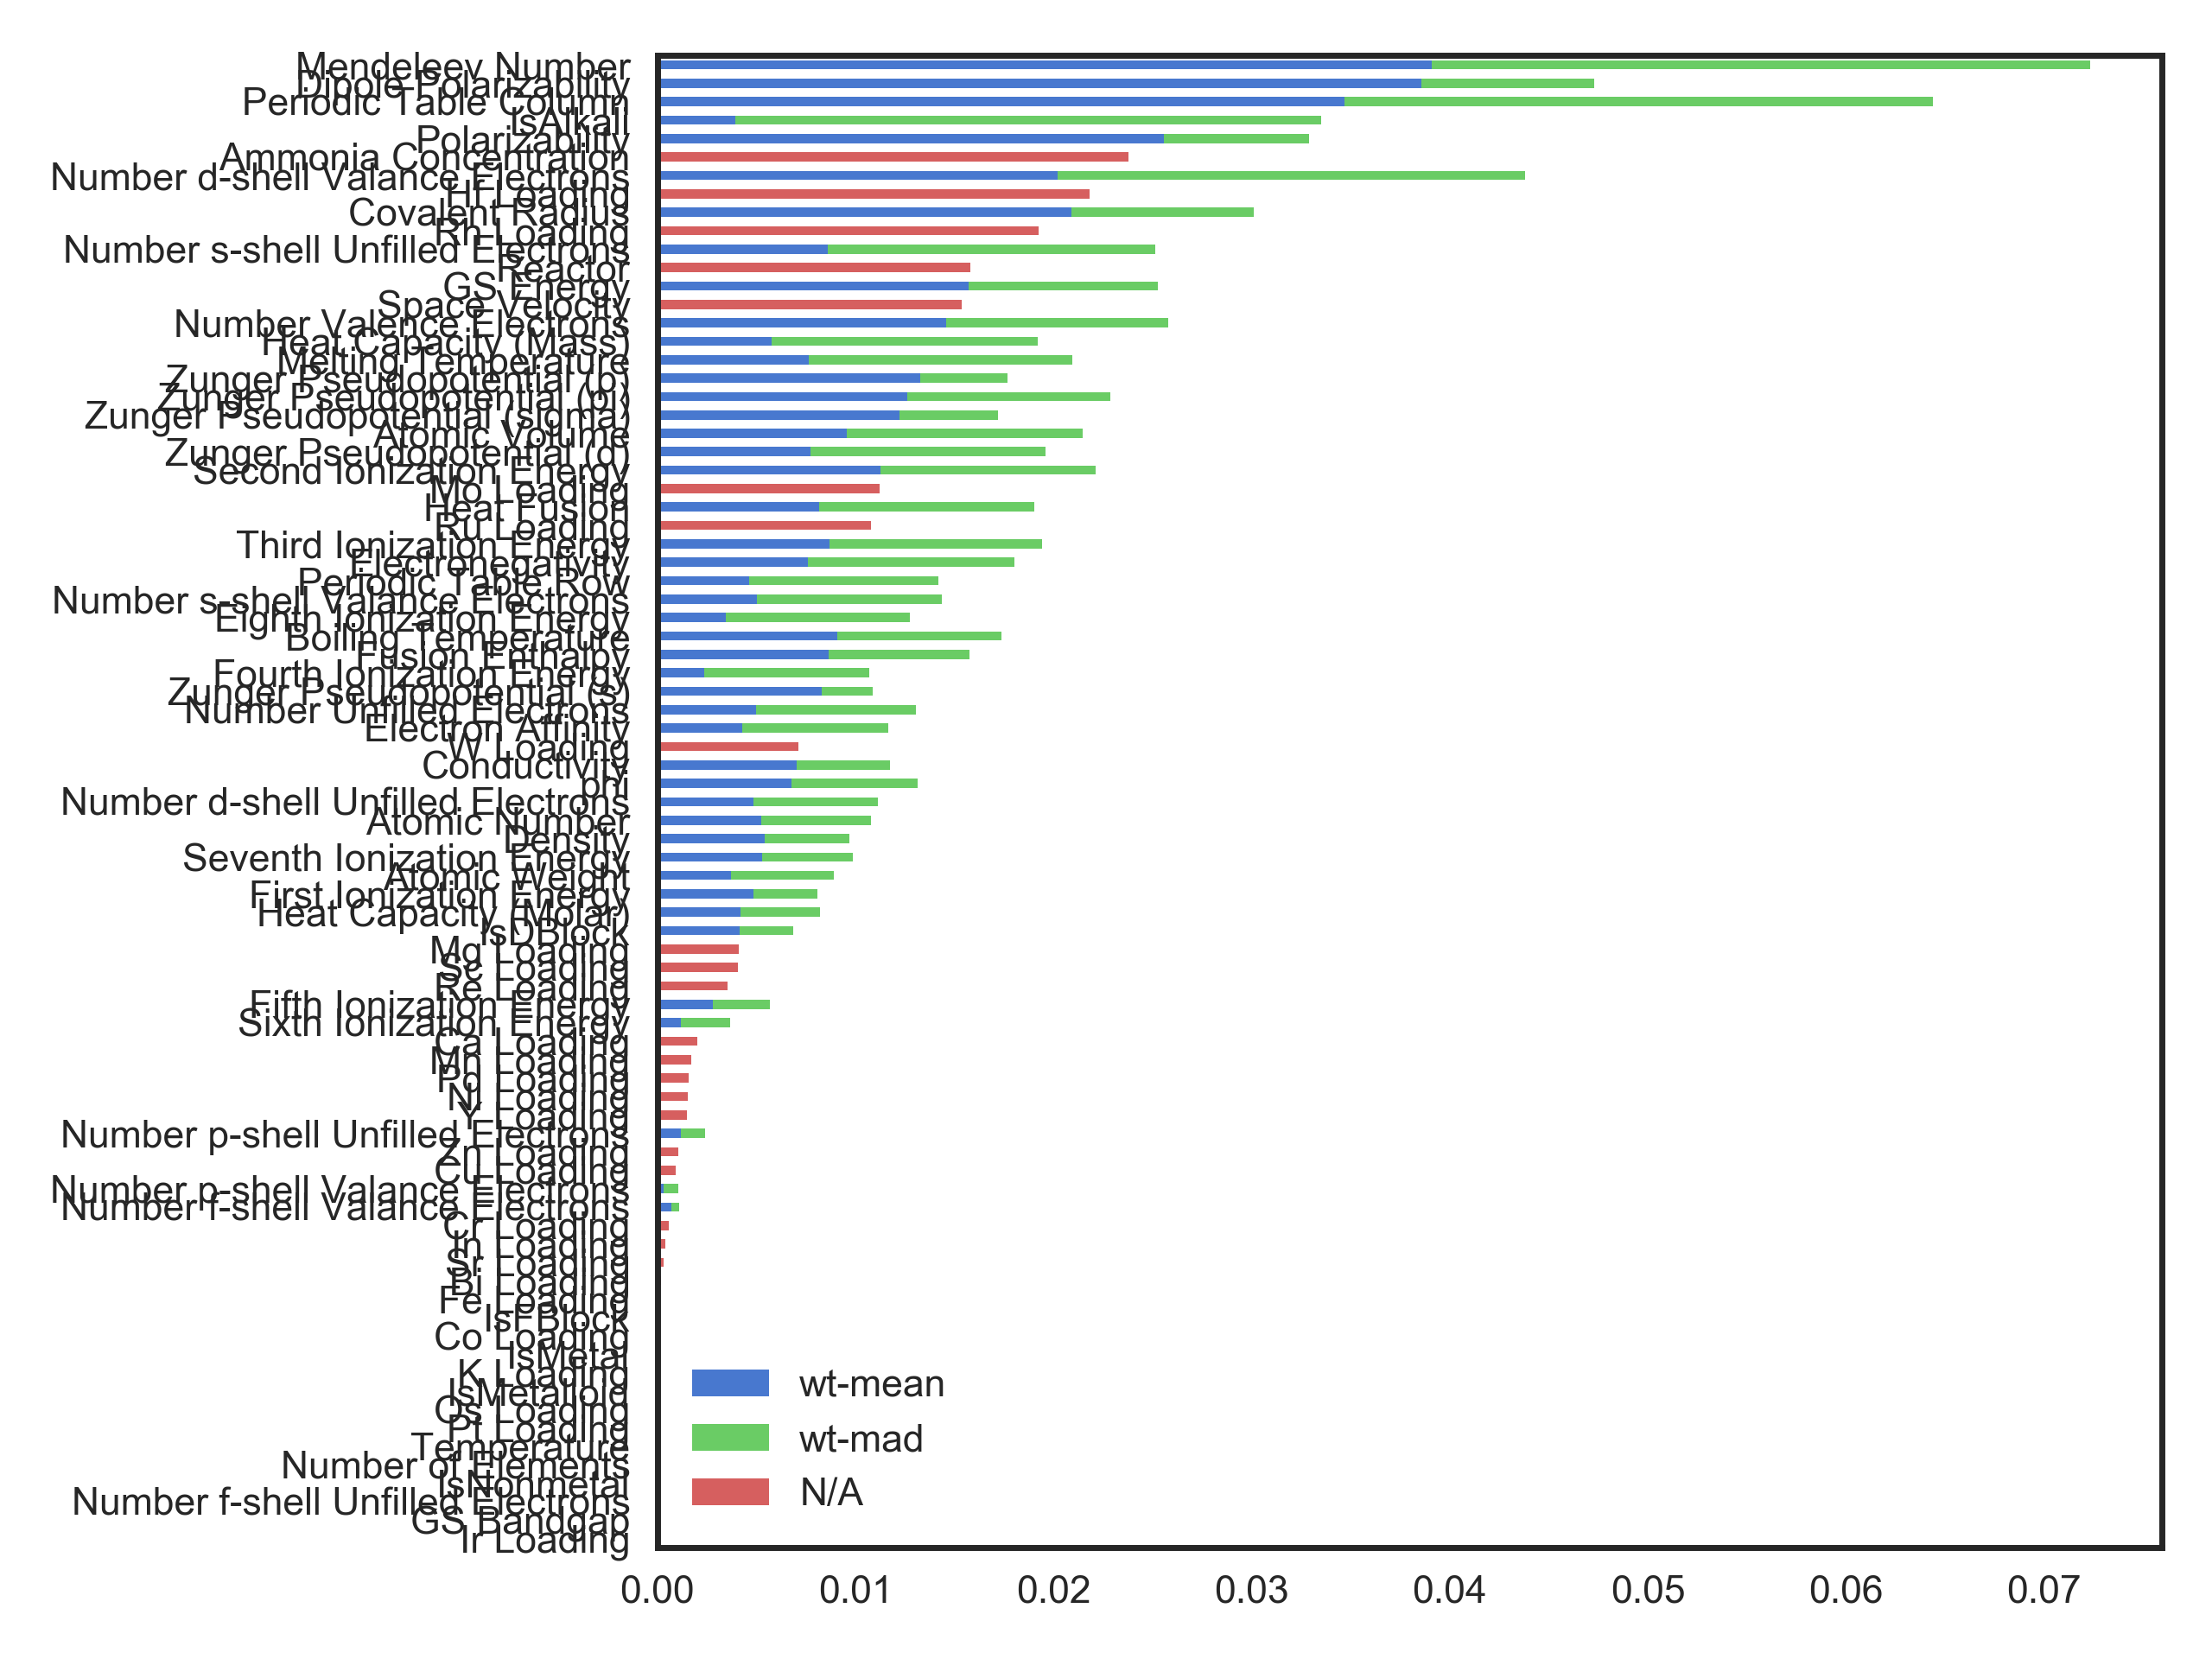 Mendeleev Number
Dipole Polarizability
Periodic Table Column
IsAlkali
Polarizability
Ammonia Concentration
Number d-shell Valance Electrons
Hf Loading
Covalent Radius
Rh Loading
Number s-shell Unfilled Electrons
Reactor
GS Energy
Space Velocity
Number Valence Electrons
Heat Capacity (Mass)
Melting Temperature
Zunger Pseudopotential (p)
Zunger Pseudopotential (pi)
Zunger Pseudopotential (sigma)
Atomic Volume
Zunger Pseudopotential (d)
Second Ionization Energy
Mo Loading
Heat Fusion
Ru Loading
Third Ionization Energy
Electronegativity
Periodic Table Row
Number s-shell Valance Electrons
Eighth Ionization Energy
Boiling Temperature
Fusion Enthalpy
Fourth Ionization Energy
Zunger Pseudopotential (s)
Number Unfilled Electrons
Electron Affinity
W Loading
Conductivity
phi
Number d-shell Unfilled Electrons
Atomic Number
Density
Seventh Ionization Energy
Atomic Weight
First Ionization Energy
Heat Capacity (Molar)
IsDBlock
Mg Loading
Sc Loading
Re Loading
Fifth Ionization Energy
Sixth Ionization Energy
Ca Loading
Mn Loading
Pd Loading
Ni Loading
Y Loading
Number p-shell Unfilled Electrons
Zn Loading
Cu Loading
Number p-shell Valance Electrons
Number f-shell Valance Electrons
Cr Loading
In Loading
Sr Loading
Bi Loading
Fe Loading
IsFBlock
Co Loading
IsMetal
K Loading
IsMetalloid
Os Loading
Pt Loading
Temperature
Number of Elements
IsNonmetal
Number f-shell Unfilled Electrons
GS Bandgap
Ir Loading
wt-mean
wt-mad
N/A
0.00 0.01 0.02 0.03 0.04 0.05 0.06 0.07